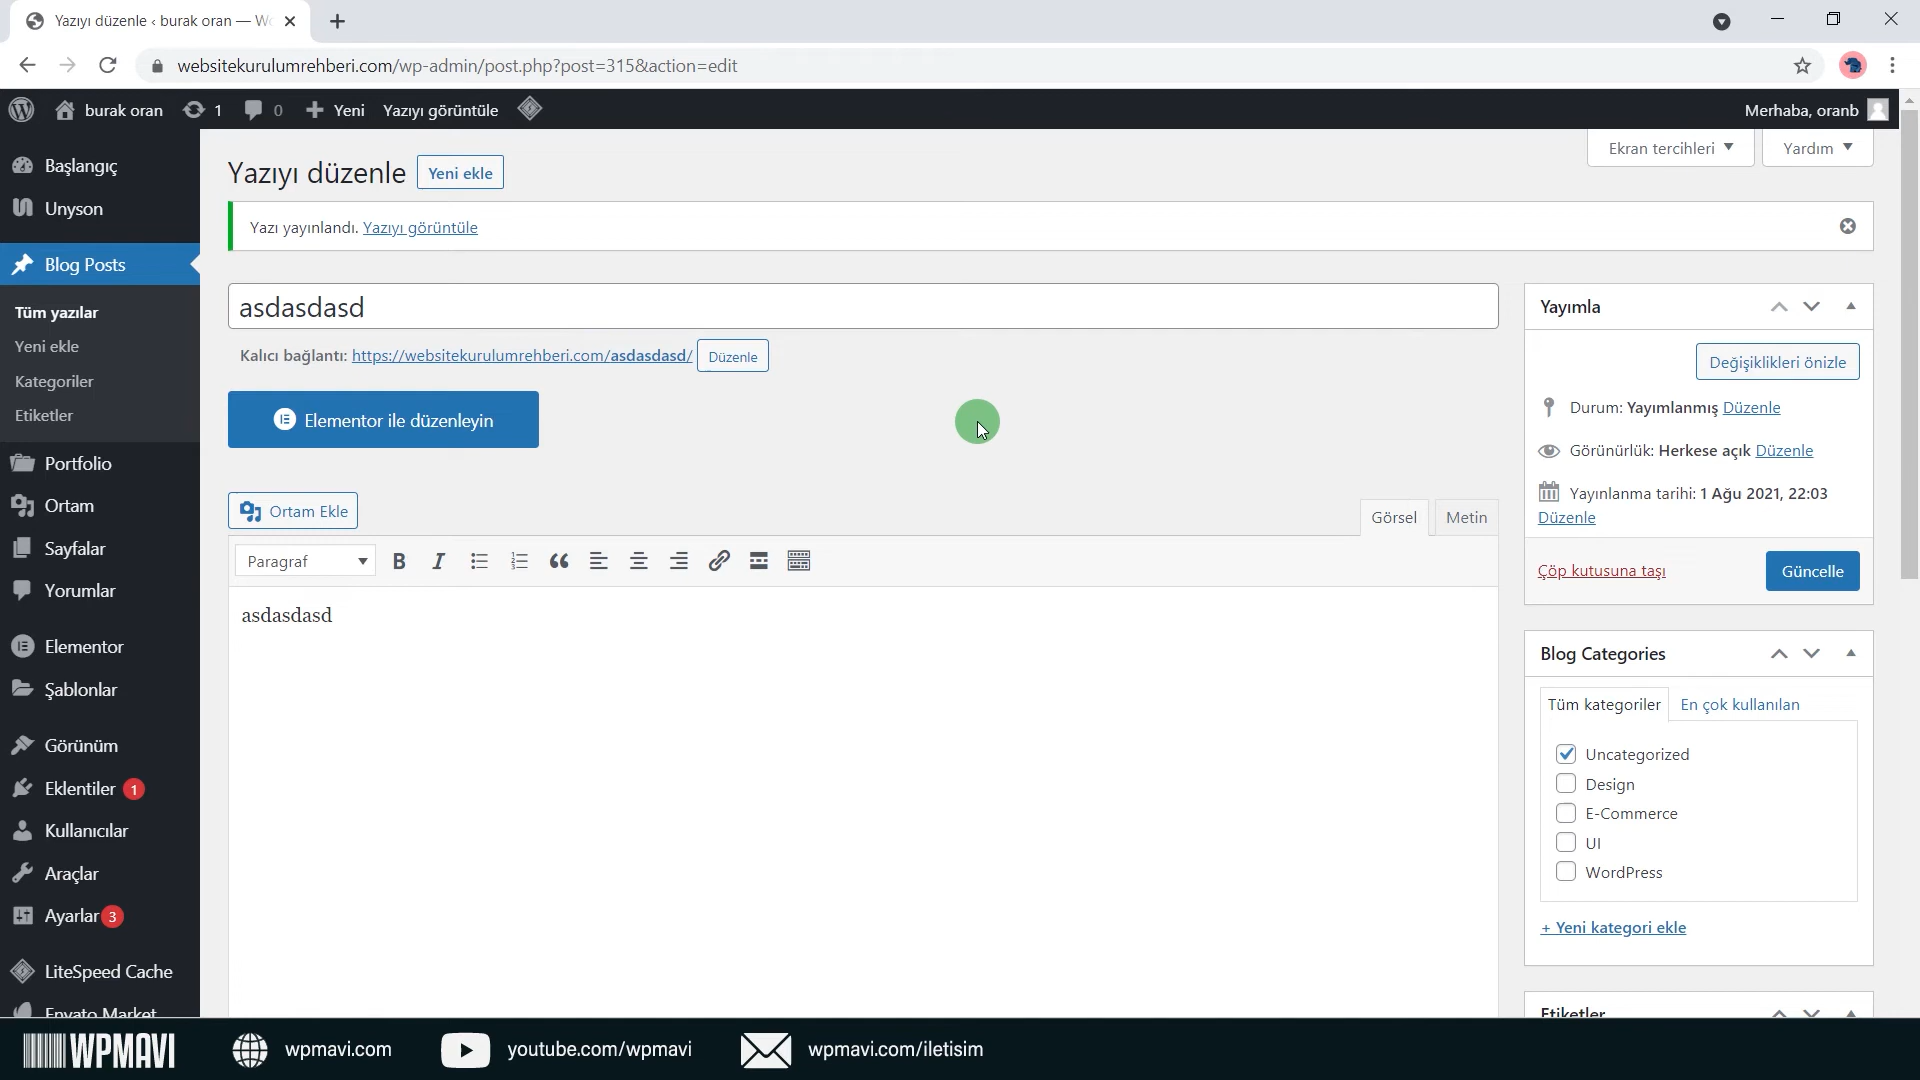 Yazıyı düzenle ‹ burak oran — W
websitekurulumrehberi.com/wp-admin/post.php?post=315&action=edit
burak oran 1 0 Yeni Yazıyı görüntüle Merhaba, oranb
Ekran tercihleri Yardım
Başlangıç
Unyson
Blog Posts
Tüm yazılar
Yeni ekle
Kategoriler
Etiketler
Portfolio
Ortam
Sayfalar
Yorumlar
Elementor
Şablonlar
Görünüm
Eklentiler 1
Kullanıcılar
Araçlar
Ayarlar 3
LiteSpeed Cache
Envato Market
Yazıyı düzenle Yeni ekle
Yazı yayınlandı. Yazıyı görüntüle
asdasdasd
Kalıcı bağlantı: https://websitekurulumrehberi.com/asdasdasd/ Düzenle
Elementor ile düzenleyin
Ortam Ekle
Görsel Metin
Paragraf
asdasdasd
Yayımla
Değişiklikleri önizle
Durum: Yayımlanmış Düzenle
Görünürlük: Herkese açık Düzenle
Yayınlanma tarihi: 1 Ağu 2021, 22:03
Düzenle
Çöp kutusuna taşı Güncelle
Blog Categories
Tüm kategoriler En çok kullanılan
Uncategorized
Design
E-Commerce
UI
WordPress
+ Yeni kategori ekle
Etiketler
WPMAVI wpmavi.com youtube.com/wpmavi wpmavi.com/iletisim